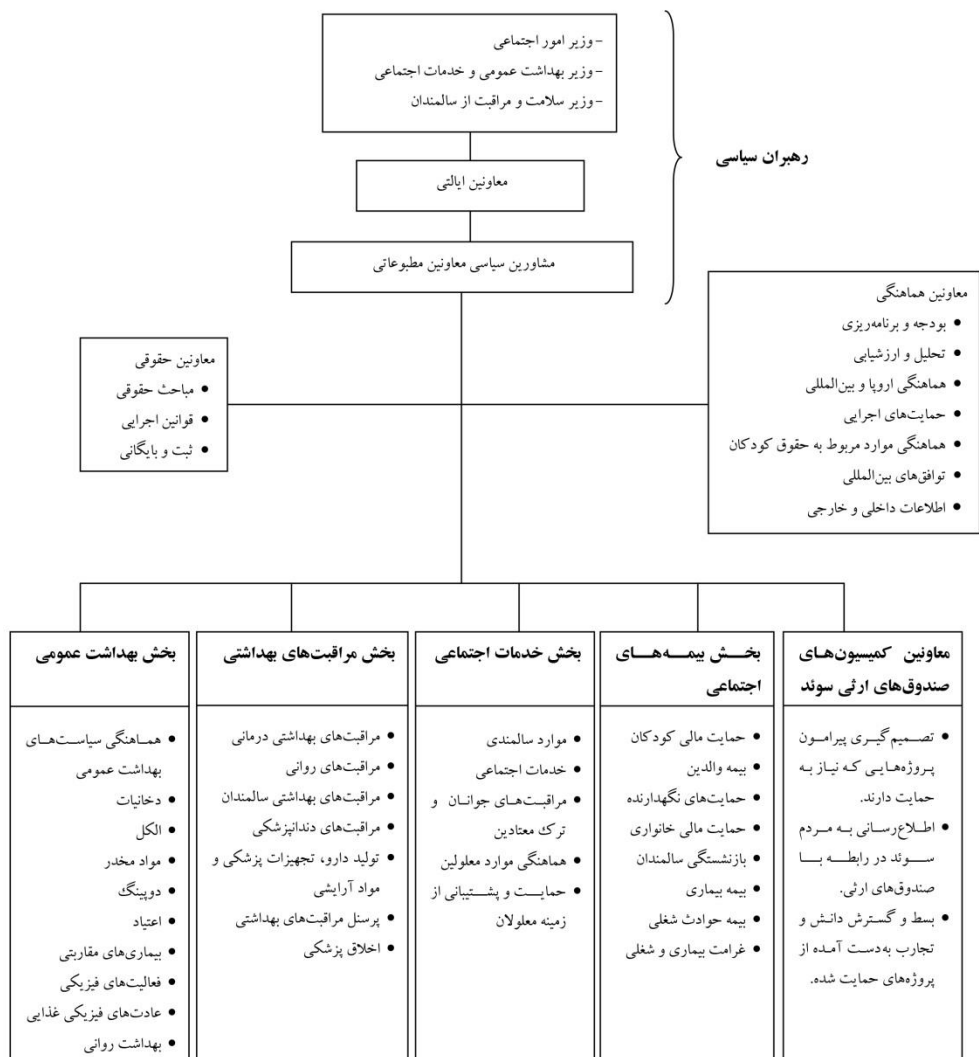 - وزیر امور اجتماعی
- وزیر بهداشت عمومی و خدمات اجتماعی
- وزیر سلامت و مراقبت از سالمندان
رهبران سیاسی
معاونین ایالتی
مشاورین سیاسی معاونین مطبوعاتی
معاونین هماهنگی
• بودجه و برنامه‌ریزی
• تحلیل و ارزشیابی
• هماهنگی اروپا و بین‌المللی
• حمایت‌های اجرایی
• هماهنگی موارد مربوط به حقوق کودکان
• توافق‌های بین‌المللی
• اطلاعات داخلی و خارجی
معاونین حقوقی
• مباحث حقوقی
• قوانین اجرایی
• ثبت و بایگانی
معاونین کمیسیون‌های
صندوق‌های ارثی سوئد
• تصمیم‌گیری پیرامون
پروژه‌هایی که نیاز به
حمایت دارند.
• اطلاع‌رسانی به مردم
سوئد در رابطه با
صندوق‌های ارثی.
• بسط و گسترش دانش و
تجارب به‌دست آمده از
پروژه‌های حمایت شده.
بخش بیمه‌های
اجتماعی
• حمایت مالی کودکان
• بیمه والدین
• حمایت‌های نگهدارنده
• حمایت مالی خانواری
• بازنشستگی سالمندان
• بیمه بیماری
• بیمه حوادث شغلی
• غرامت بیماری و شغلی
بخش خدمات اجتماعی
• موارد سالمندی
• خدمات اجتماعی
• مراقبت‌های جوانان و
ترک معتادین
• هماهنگی موارد معلولین
• حمایت و پشتیبانی از
زمینه معلولان
بخش مراقبت‌های بهداشتی
• مراقبت‌های بهداشتی درمانی
• مراقبت‌های روانی
• مراقبت‌های بهداشتی سالمندان
• مراقبت‌های دندانپزشکی
• تولید دارو، تجهیزات پزشکی و
مواد آرایشی
• پرسنل مراقبت‌های بهداشتی
• اخلاق پزشکی
بخش بهداشت عمومی
• هماهنگی سیاست‌های
بهداشت عمومی
• دخانیات
• الکل
• مواد مخدر
• دوپینگ
• اعتیاد
• بیماری‌های مقاربتی
• فعالیت‌های فیزیکی
• عادت‌های فیزیکی غذایی
• بهداشت روانی